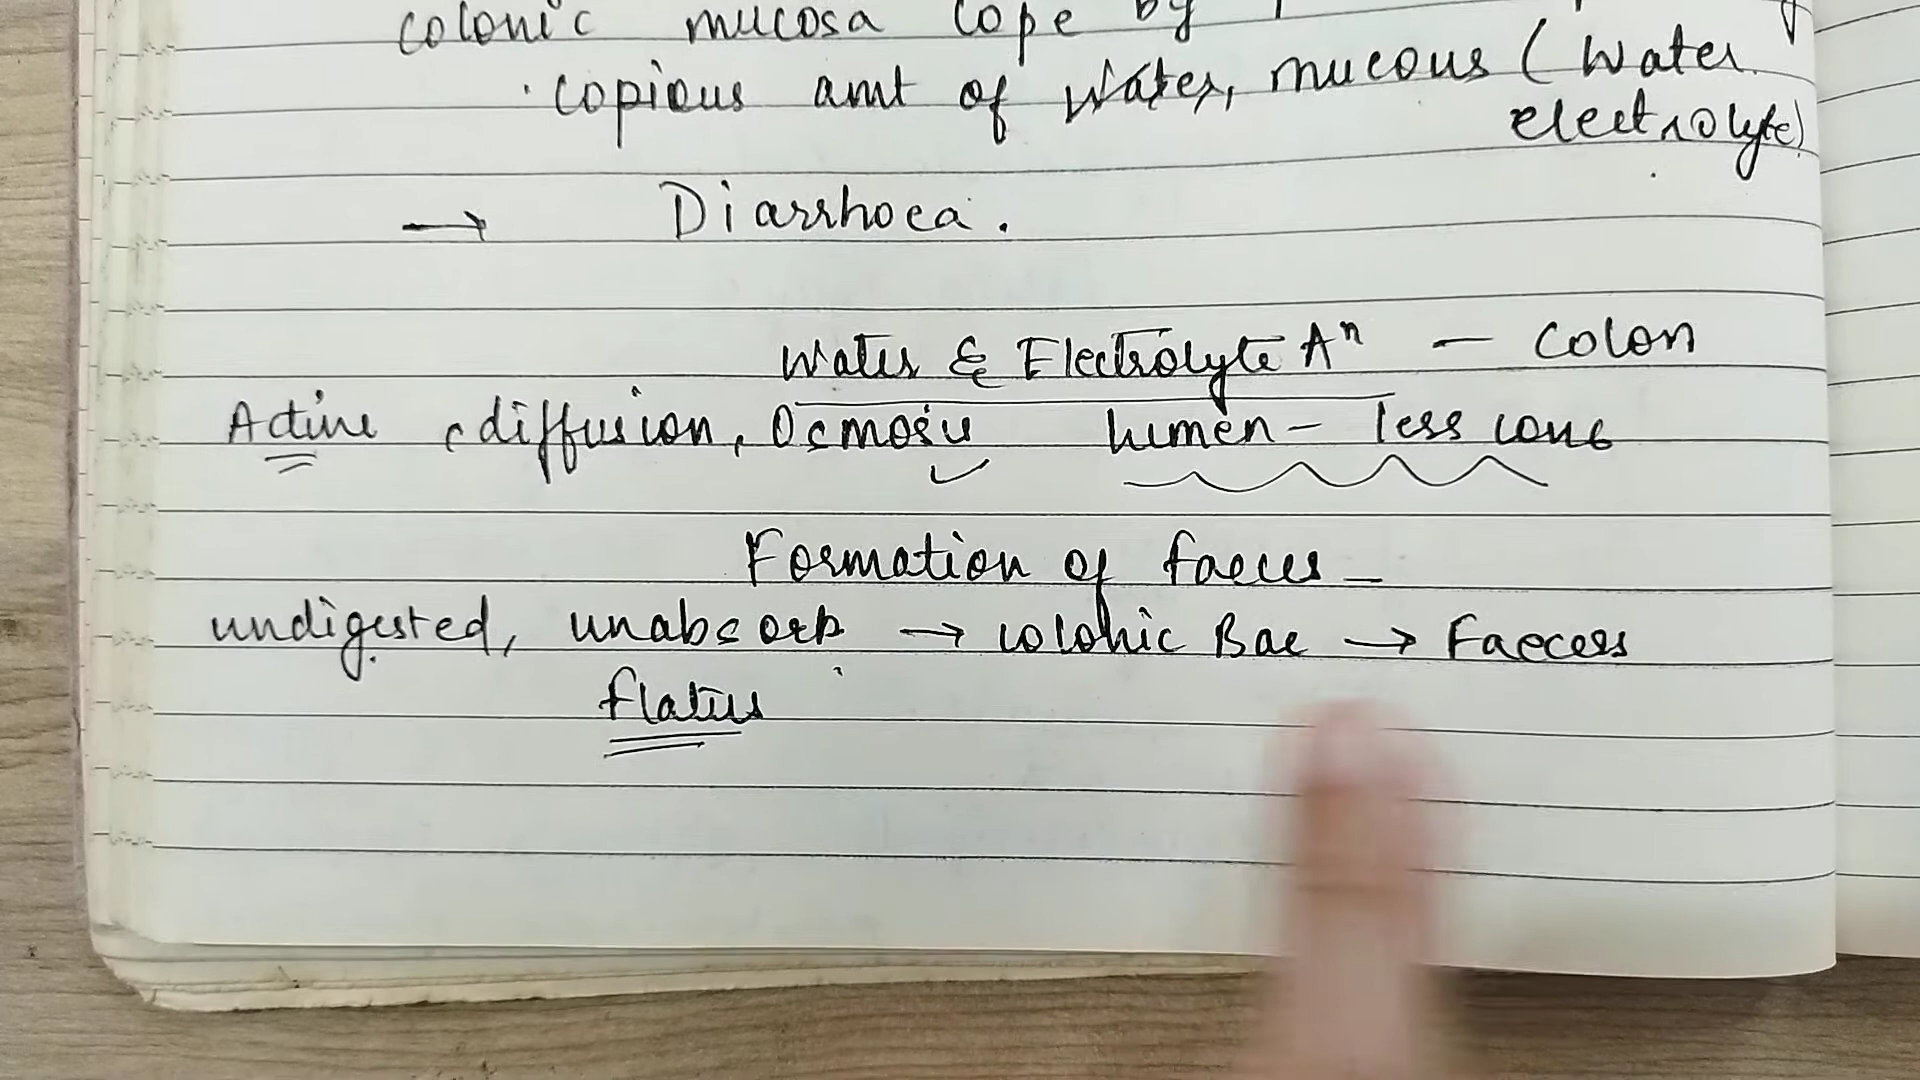 colonic mucosa cope by
copious amt of water, mucous ( water
electrolyte)
→ Diarrhoea.
Water & Electrolyte Aⁿ — Colon
Active diffusion, Osmosis lumen - less conc
Formation of faeces -
undigested, unabsorb → colonic Bac → Faecess
flatus